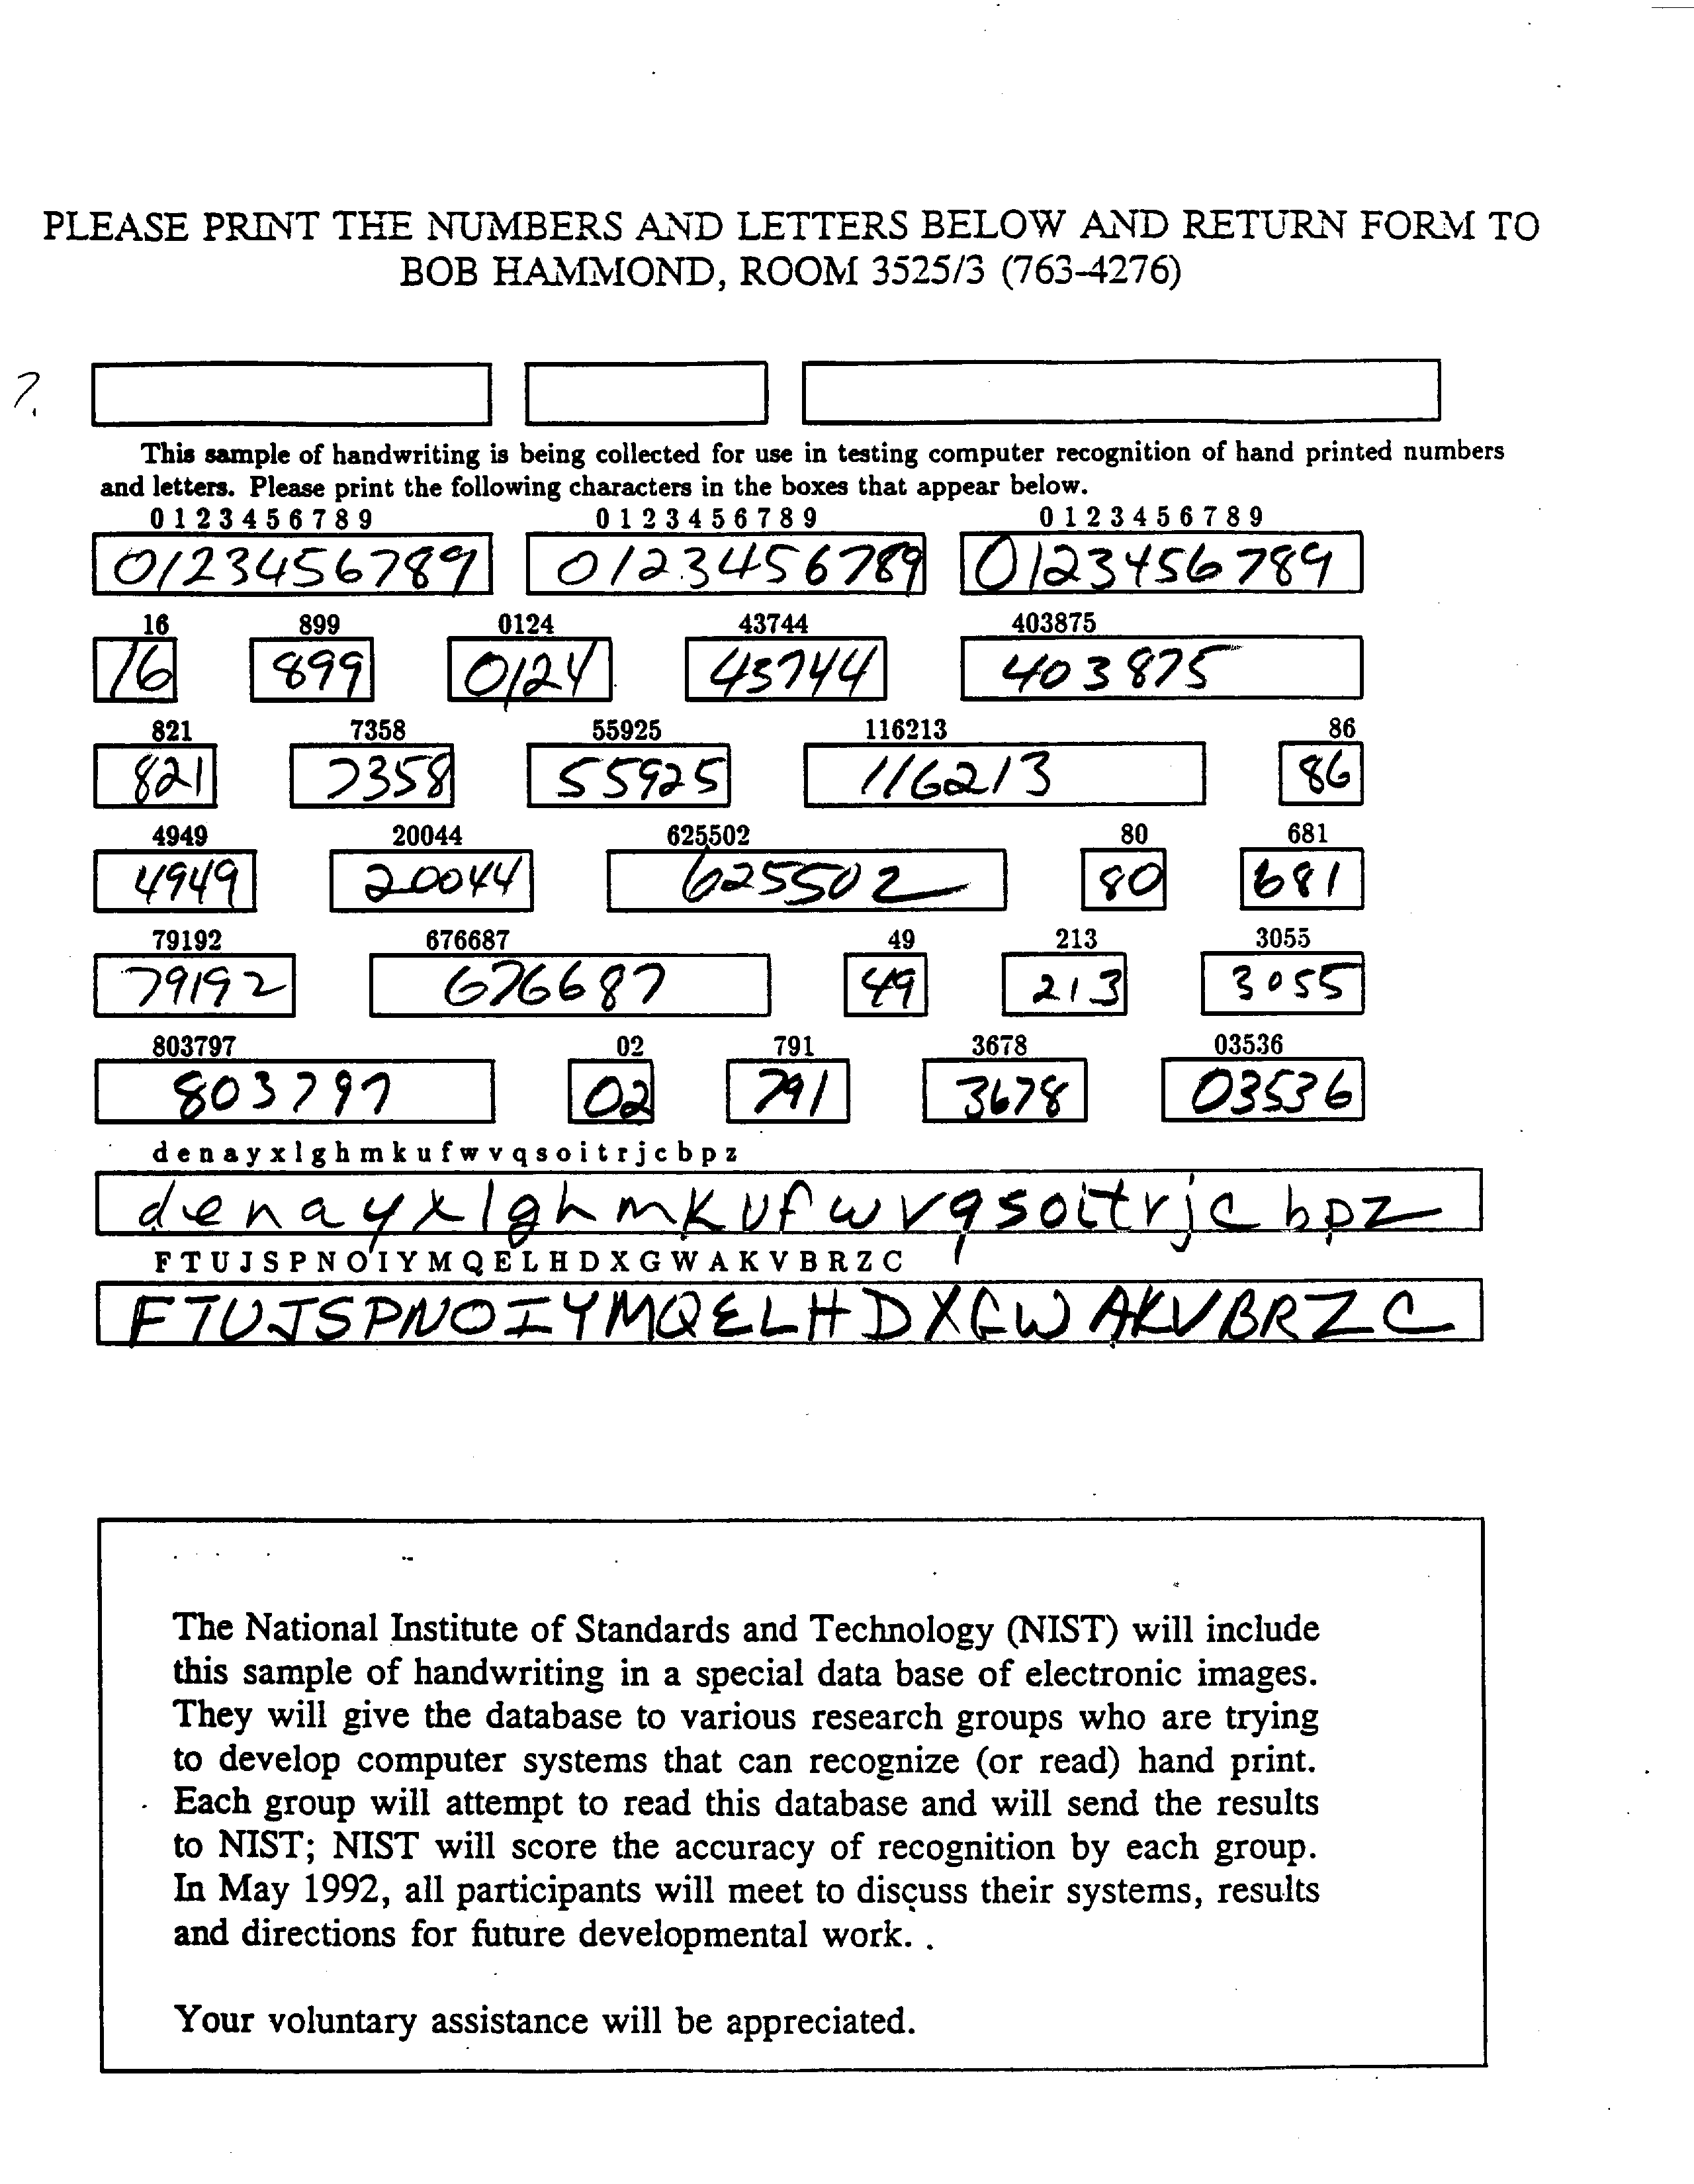 PLEASE PRINT THE NUMBERS AND LETTERS BELOW AND RETURN FORM TO
BOB HAMMOND, ROOM 3525/3 (763-4276)
?
This sample of handwriting is being collected for use in testing computer recognition of hand printed numbers
and letters. Please print the following characters in the boxes that appear below.
0 1 2 3 4 5 6 7 8 9 0 1 2 3 4 5 6 7 8 9 0 1 2 3 4 5 6 7 8 9
0123456789 0123456789 0123456789
16 899 0124 43744 403875
16 899 0124 43744 403875
821 7358 55925 116213 86
821 7358 55925 116213 86
4949 20044 625502 80 681
4949 20044 625502 80 681
79192 676687 49 213 3055
79192 676687 49 213 3055
803797 02 791 3678 03536
803797 02 791 3678 03536
d e n a y x l g h m k u f w v q s o i t r j c b p z
d e n a y x l g h m k u f w v q s o i t r j c b p z
F T U J S P N O I Y M Q E L H D X G W A K V B R Z C
F T U J S P N O I Y M Q E L H D X G W A K V B R Z C
The National Institute of Standards and Technology (NIST) will include
this sample of handwriting in a special data base of electronic images.
They will give the database to various research groups who are trying
to develop computer systems that can recognize (or read) hand print.
Each group will attempt to read this database and will send the results
to NIST; NIST will score the accuracy of recognition by each group.
In May 1992, all participants will meet to discuss their systems, results
and directions for future developmental work.
Your voluntary assistance will be appreciated.